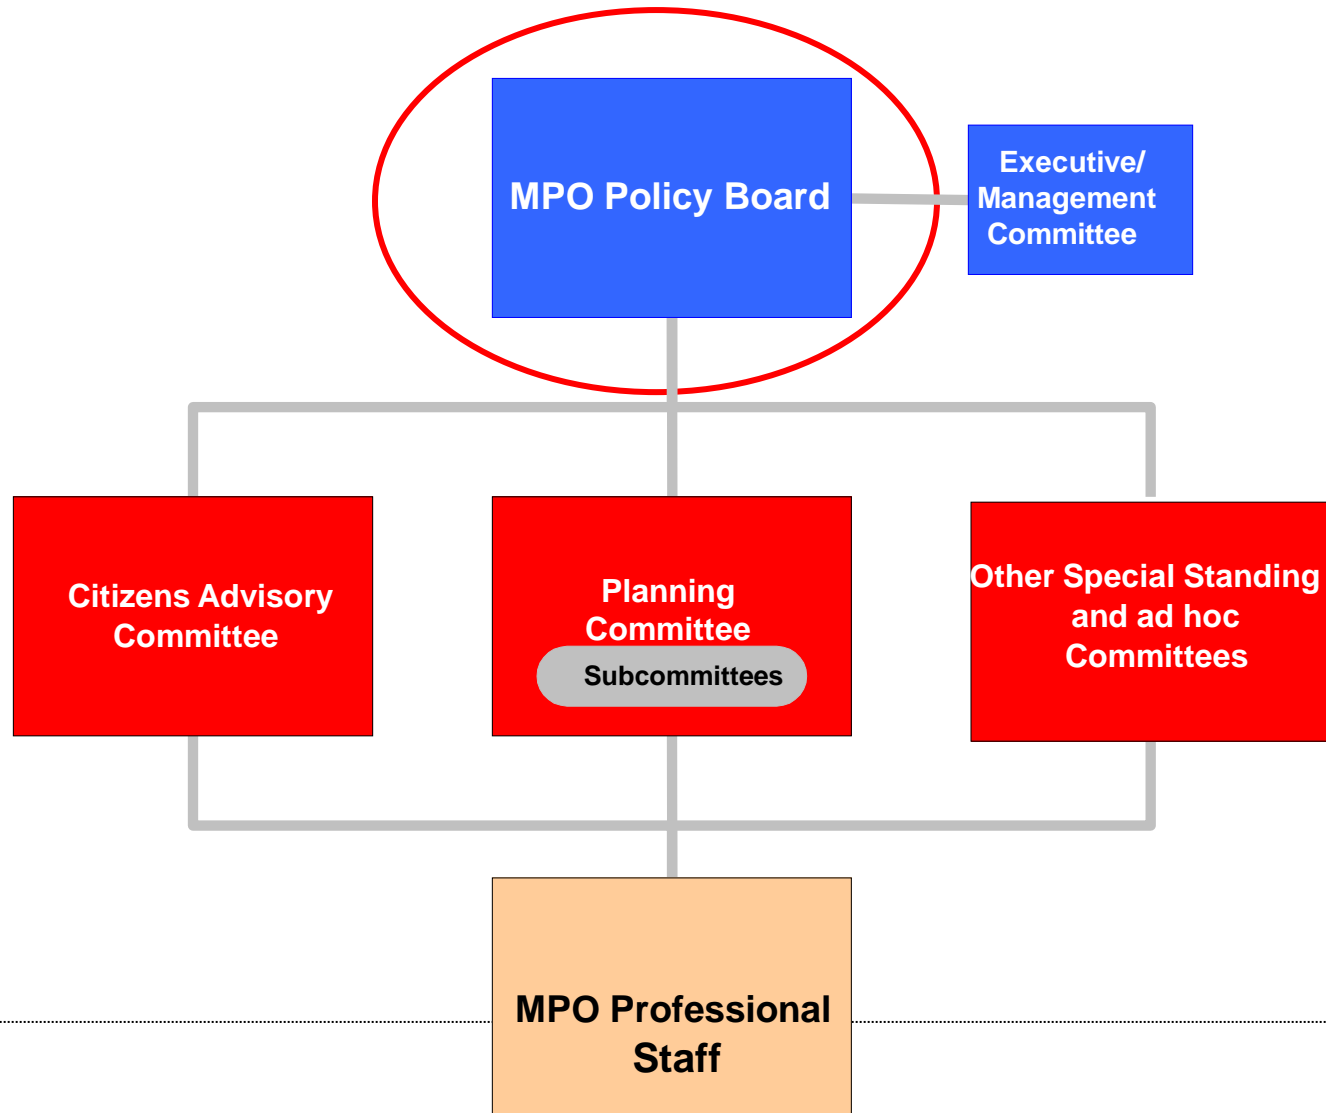 MPO Policy Board
Executive/
Management
Committee
Citizens Advisory
Committee
Planning
Committee
Subcommittees
Other Special Standing
and ad hoc
Committees
MPO Professional
Staff